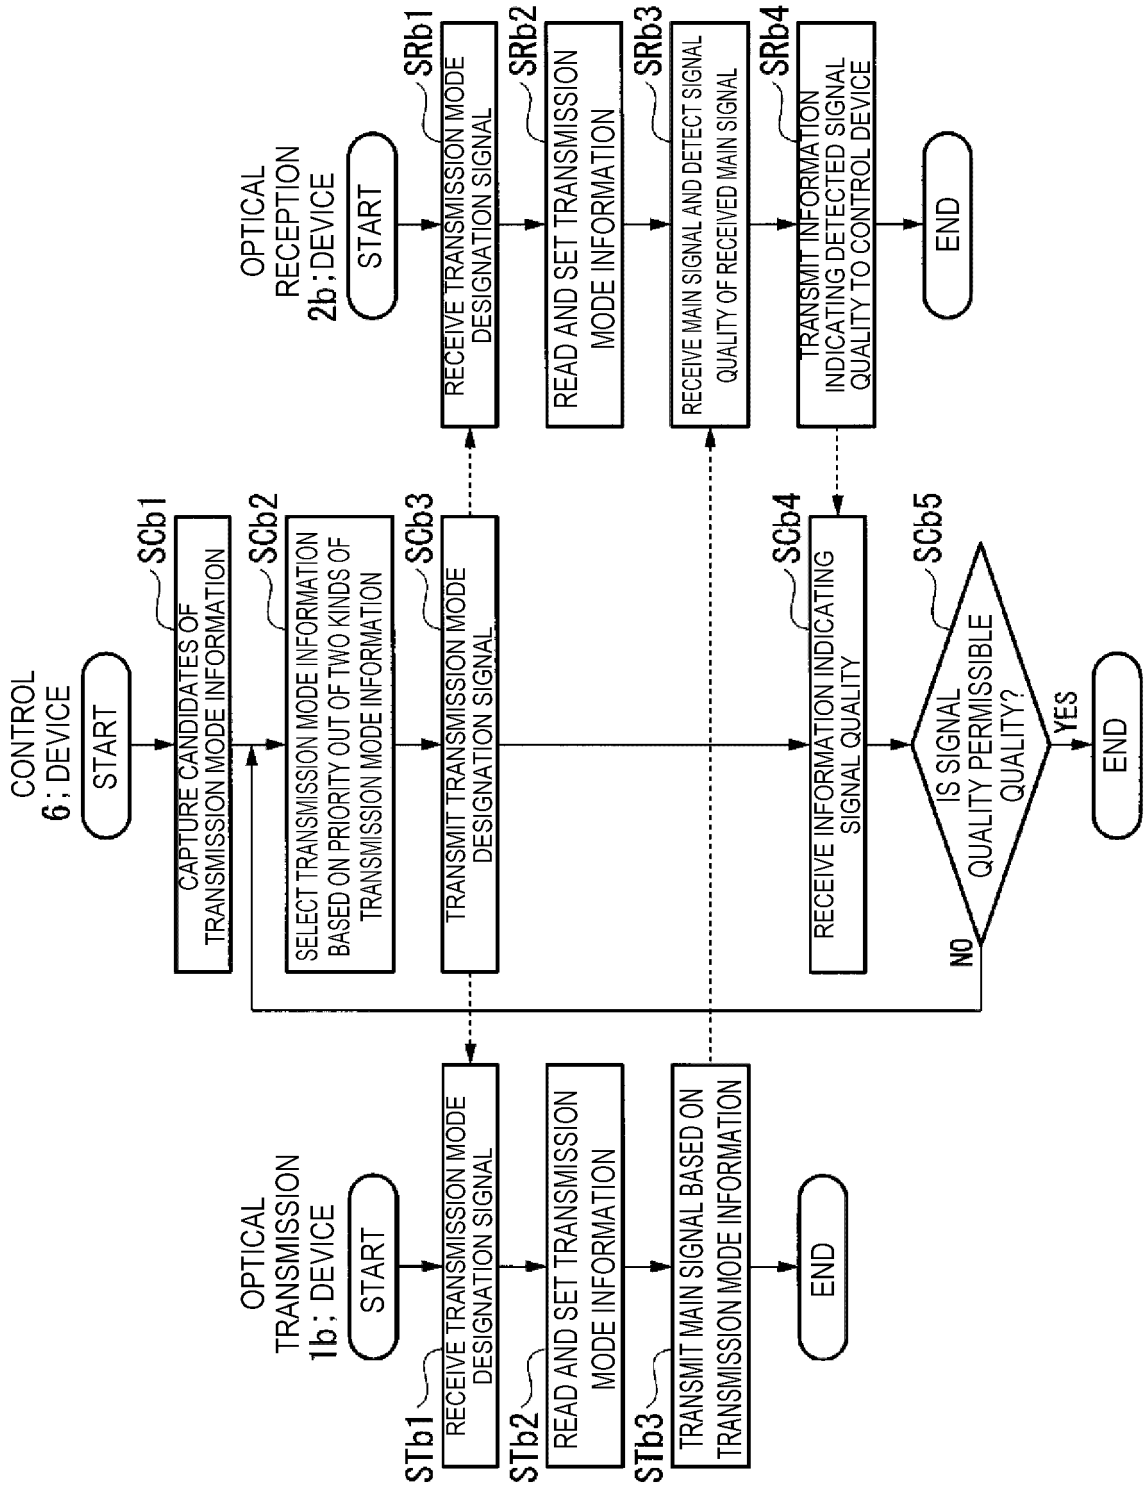 OPTICAL
TRANSMISSION
1b; DEVICE
START
STb1
RECEIVE TRANSMISSION MODE
DESIGNATION SIGNAL
STb2
READ AND SET TRANSMISSION
MODE INFORMATION
STb3
TRANSMIT MAIN SIGNAL BASED ON
TRANSMISSION MODE INFORMATION
END
CONTROL
6; DEVICE
START
SCb1
CAPTURE CANDIDATES OF
TRANSMISSION MODE INFORMATION
SCb2
SELECT TRANSMISSION MODE INFORMATION
BASED ON PRIORITY OUT OF TWO KINDS OF
TRANSMISSION MODE INFORMATION
SCb3
TRANSMIT TRANSMISSION MODE
DESIGNATION SIGNAL
SCb4
RECEIVE INFORMATION INDICATING
SIGNAL QUALITY
SCb5
IS SIGNAL
QUALITY PERMISSIBLE
QUALITY?
NO
YES
END
OPTICAL
RECEPTION
2b; DEVICE
START
SRb1
RECEIVE TRANSMISSION MODE
DESIGNATION SIGNAL
SRb2
READ AND SET TRANSMISSION
MODE INFORMATION
SRb3
RECEIVE MAIN SIGNAL AND DETECT SIGNAL
QUALITY OF RECEIVED MAIN SIGNAL
SRb4
TRANSMIT INFORMATION
INDICATING DETECTED SIGNAL
QUALITY TO CONTROL DEVICE
END